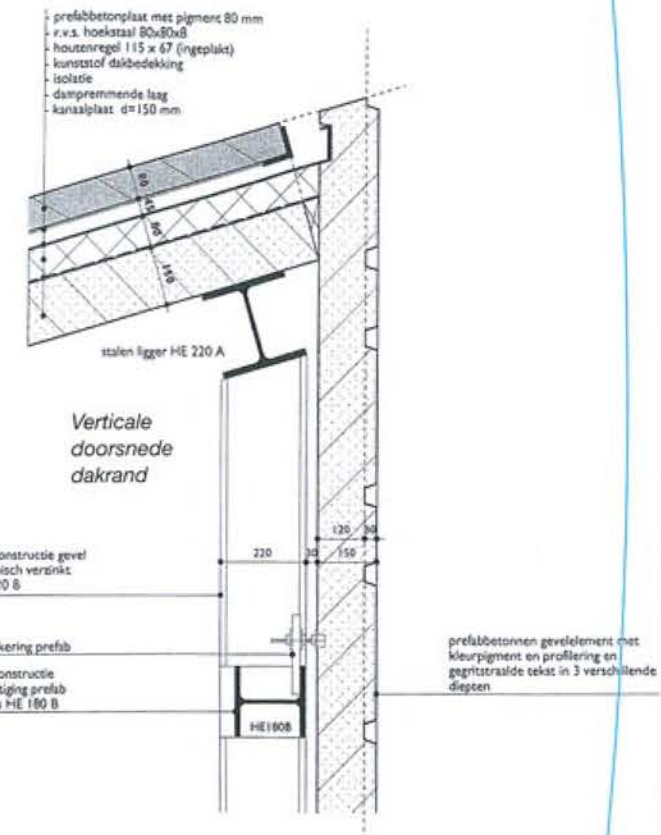 prefabbetonplaat met pigment 80 mm
r.v.s. hoekstaal 80x80x8
houtenregel 115 x 67 (ingeplakt)
kunststof dakbedekking
isolatie
dampremmende laag
kanaalplaat d=150 mm
80
90
150
stalen ligger HE 220 A
Verticale
doorsnede
dakrand
120
30
220
30
150
onstructie gevel
isch verzinkt
20 B
kering prefab
onstructie
tiging prefab
HE 180 B
HE180B
prefabbetonnen gevelelement met
kleurpigment en profilering en
gegritstraalde tekst in 3 verschillende
diepten